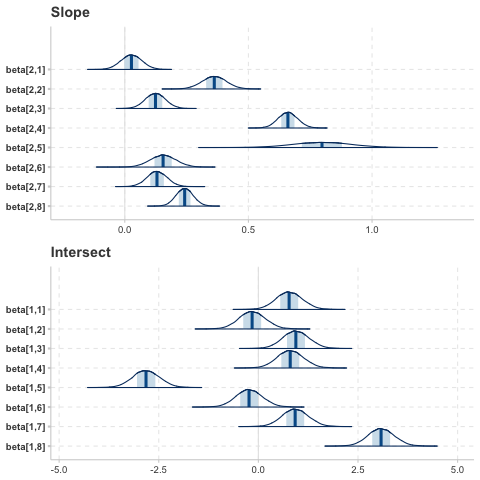 Slope
beta[2,1]
beta[2,2]
beta[2,3]
beta[2,4]
beta[2,5]
beta[2,6]
beta[2,7]
beta[2,8]
0.0 0.5 1.0
Intersect
beta[1,1]
beta[1,2]
beta[1,3]
beta[1,4]
beta[1,5]
beta[1,6]
beta[1,7]
beta[1,8]
-5.0 -2.5 0.0 2.5 5.0